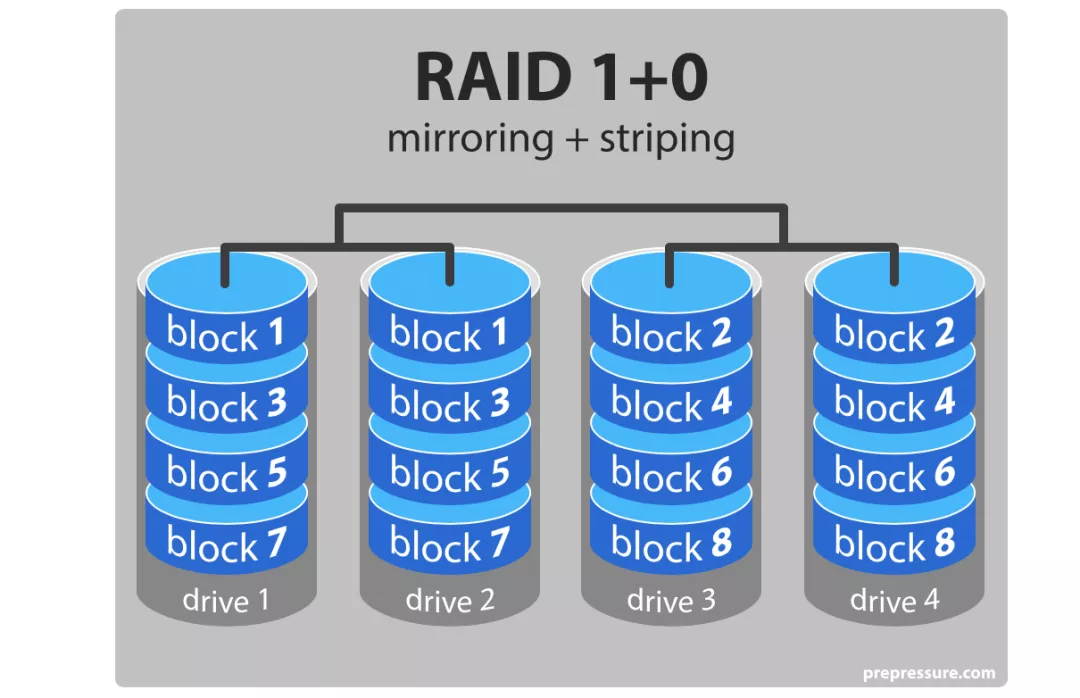 RAID 1+0
mirroring + striping
block 1
block 3
block 5
block 7
drive 1
block 1
block 3
block 5
block 7
drive 2
block 2
block 4
block 6
block 8
drive 3
block 2
block 4
block 6
block 8
drive 4
prepressure.com